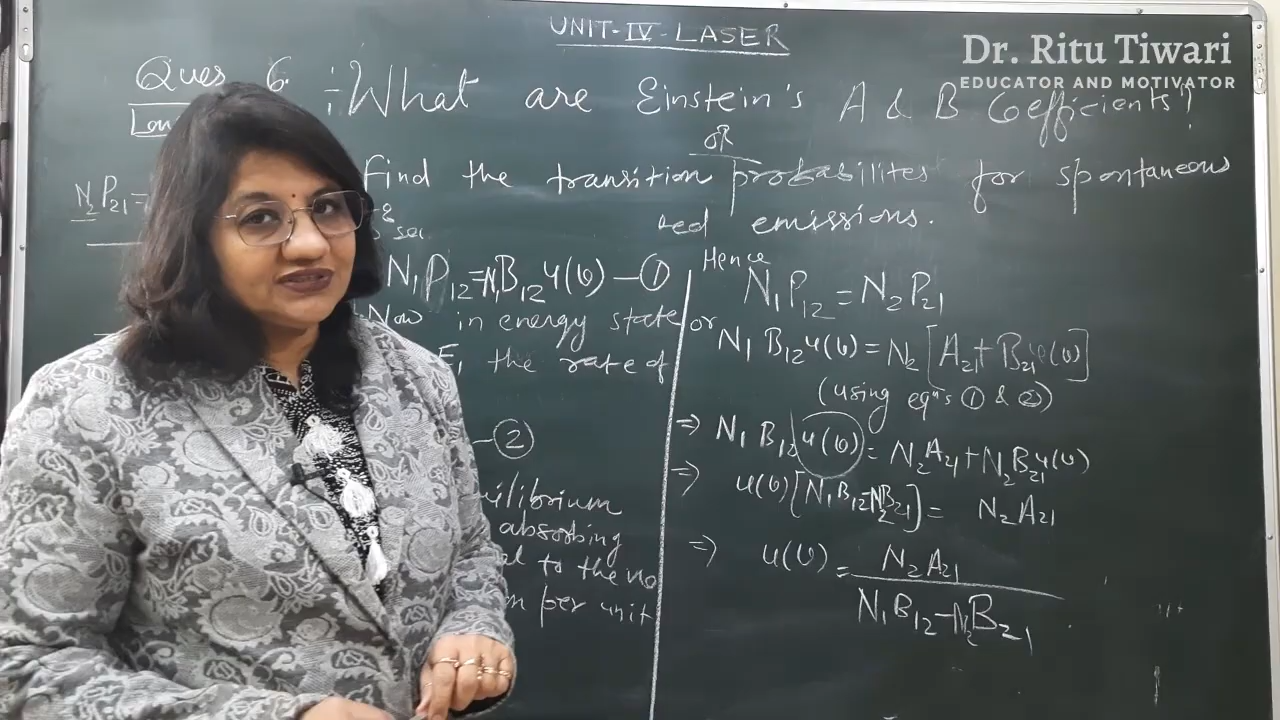 UNIT-IV-LASER
Dr. Ritu Tiwari
EDUCATOR AND MOTIVATOR
Ques 6 :- What are Einstein's A & B Coefficients?
OR
Find the transition probabilites for spontaneous
emissions.
N₂P₂₁=
sec.
N₁P₁₂=N₁B₁₂u(υ) —①
Now in energy state
E₁ the rate of
—②
absorbing
to the no
per unit
Hence
N₁P₁₂=N₂P₂₁
or
N₁B₁₂u(υ)=N₂[A₂₁+B₂₁u(υ)]
(using eqⁿs ① & ②)
⇒ N₁B₁₂u(υ)=N₂A₂₁+N₂B₂₁u(υ)
⇒ u(υ)[N₁B₁₂-N₂B₂₁]= N₂A₂₁
⇒ u(υ)= N₂A₂₁
N₁B₁₂-N₂B₂₁